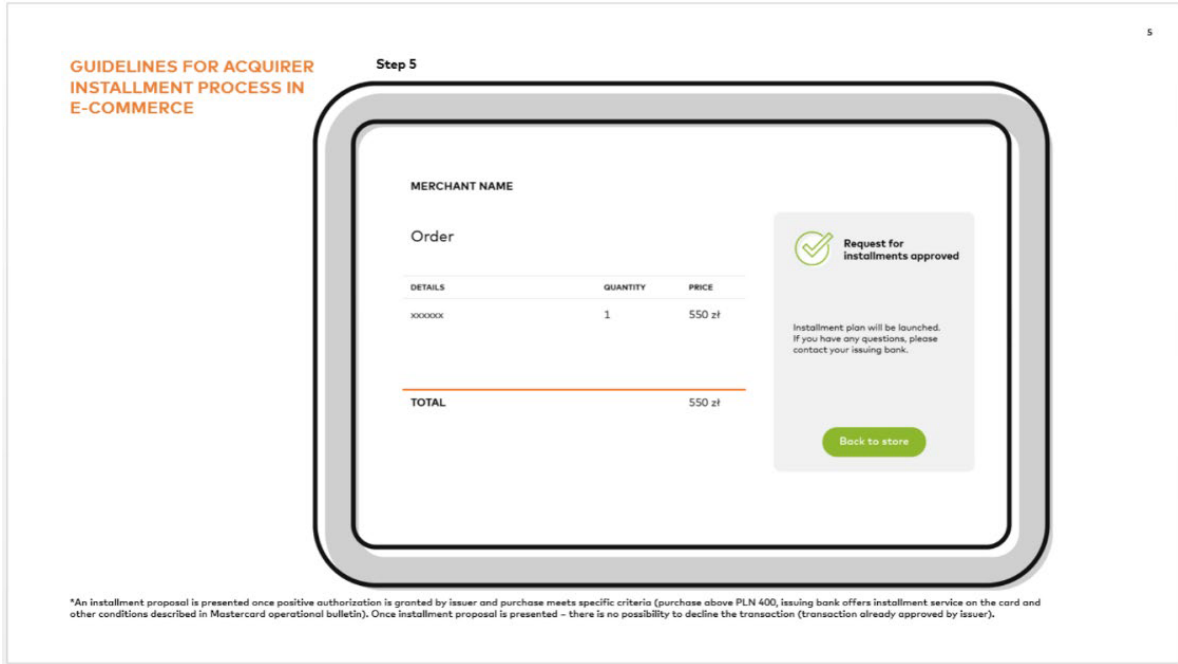 5
GUIDELINES FOR ACQUIRER
INSTALLMENT PROCESS IN
E-COMMERCE
Step 5
MERCHANT NAME
Order
DETAILS QUANTITY PRICE
xxxxxx 1 550 zł
TOTAL 550 zł
Request for
installments approved
Installment plan will be launched.
If you have any questions, please
contact your issuing bank.
Back to store
*An installment proposal is presented once positive authorization is granted by issuer and purchase meets specific criteria (purchase above PLN 400, issuing bank offers installment service on the card and
other conditions described in Mastercard operational bulletin). Once installment proposal is presented – there is no possibility to decline the transaction (transaction already approved by issuer).